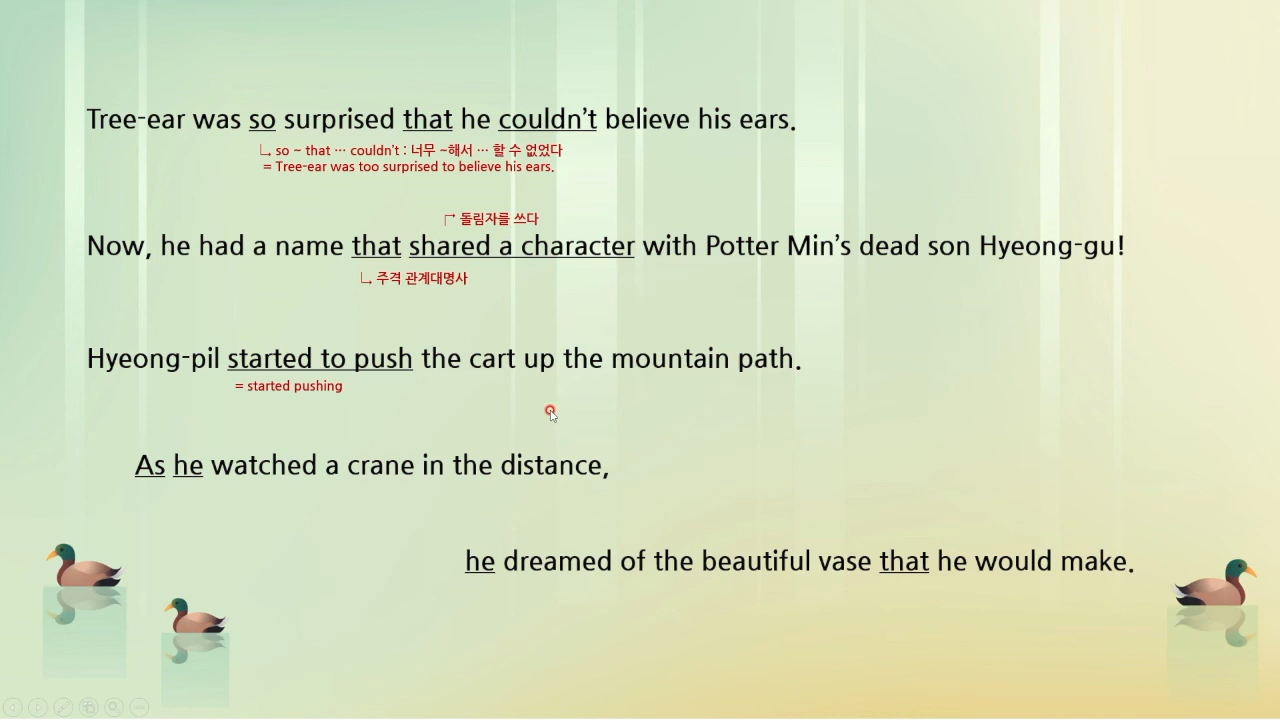 Tree-ear was so surprised that he couldn’t believe his ears.
so ~ that ··· couldn’t : 너무 ~해서 ··· 할 수 없었다
= Tree-ear was too surprised to believe his ears.
돌림자를 쓰다
Now, he had a name that shared a character with Potter Min’s dead son Hyeong-gu!
주격 관계대명사
Hyeong-pil started to push the cart up the mountain path.
= started pushing
As he watched a crane in the distance,
he dreamed of the beautiful vase that he would make.